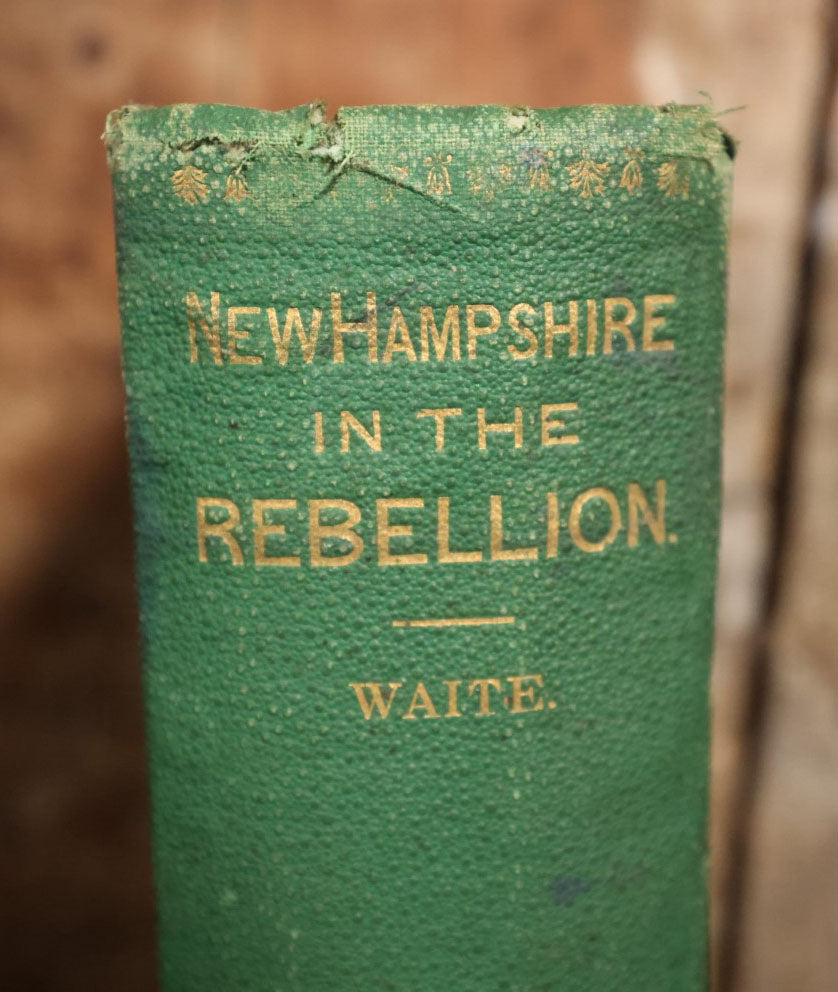 NEW HAMPSHIRE
IN THE
REBELLION.
WAITE.